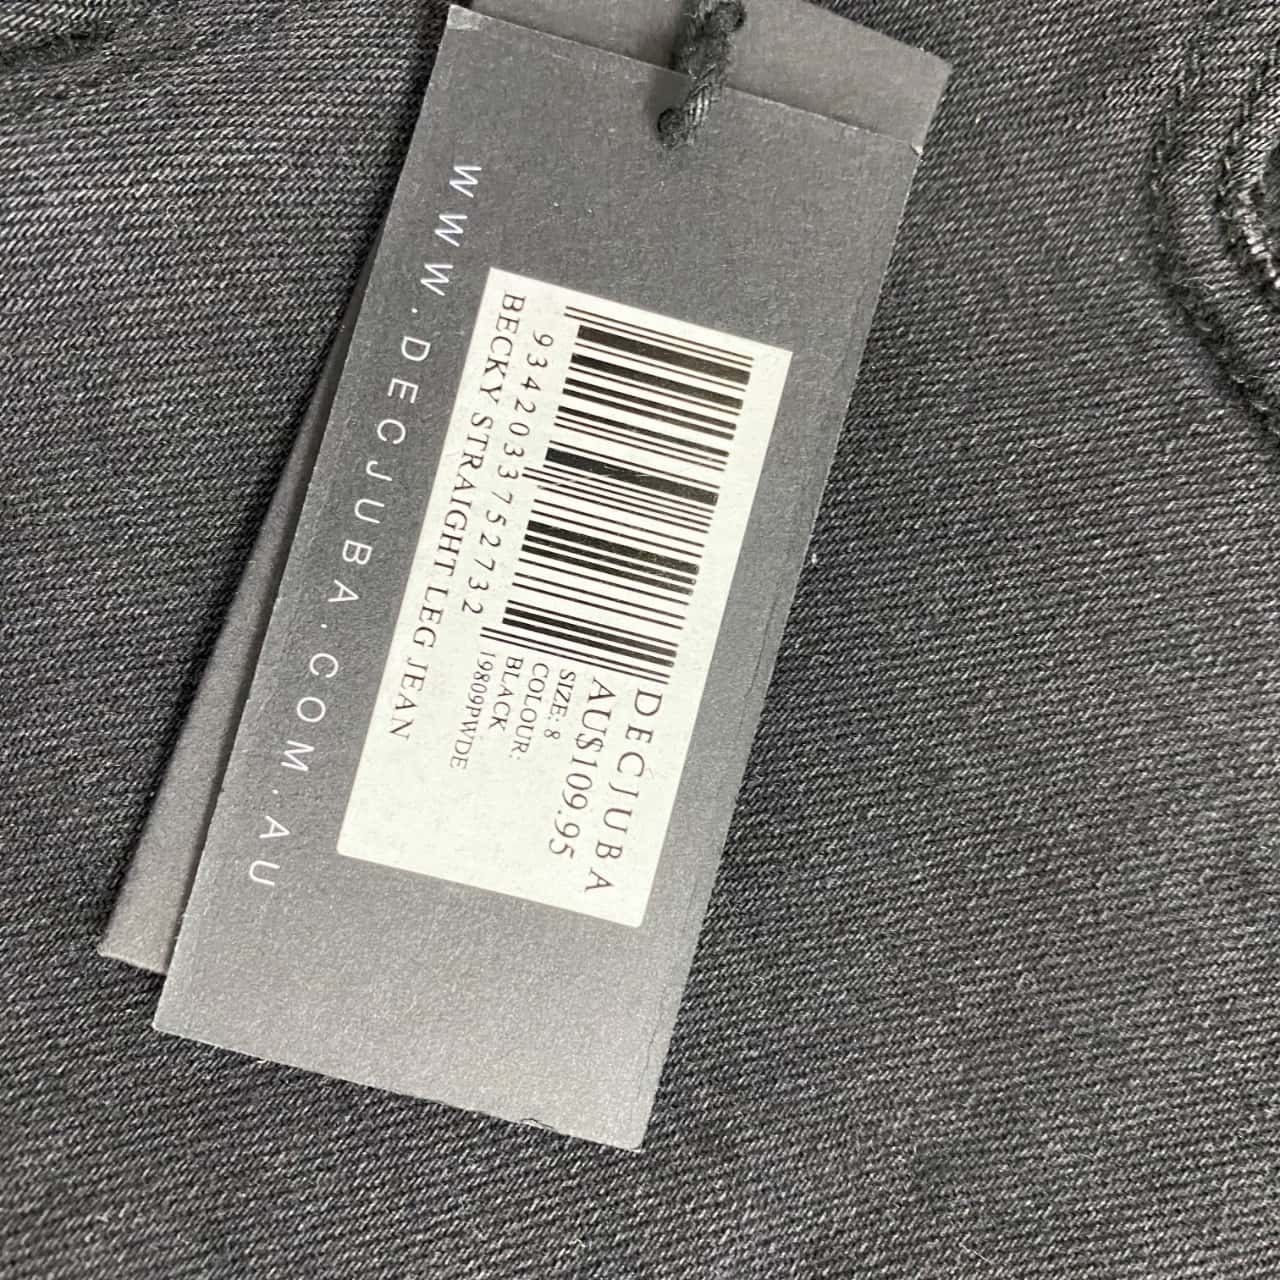 DECJUBA
AU$109.95
SIZE: 8
COLOUR:
BLACK
19809PWDE
9342033752732
BECKY STRAIGHT LEG JEAN
WWW.DECJUBA.COM.AU